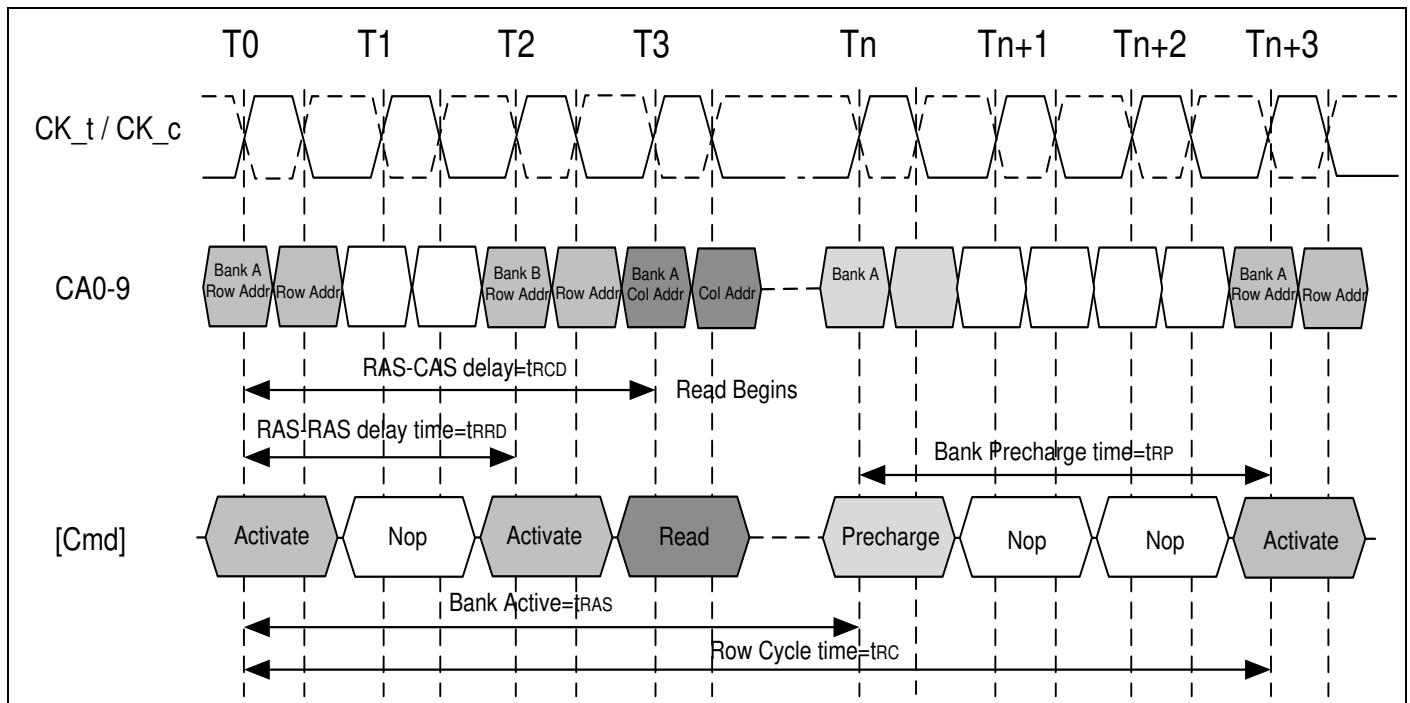 T0 T1 T2 T3 Tn Tn+1 Tn+2 Tn+3
CK_t / CK_c
CA0-9
Bank A
Row Addr
Row Addr
Bank B
Row Addr
Row Addr
Bank A
Col Addr
Col Addr
Bank A
Bank A
Row Addr
Row Addr
RAS-CAS delay=tRCD
Read Begins
RAS-RAS delay time=tRRD
Bank Precharge time=tRP
[Cmd]
Activate Nop Activate Read Precharge Nop Nop Activate
Bank Active=tRAS
Row Cycle time=tRC